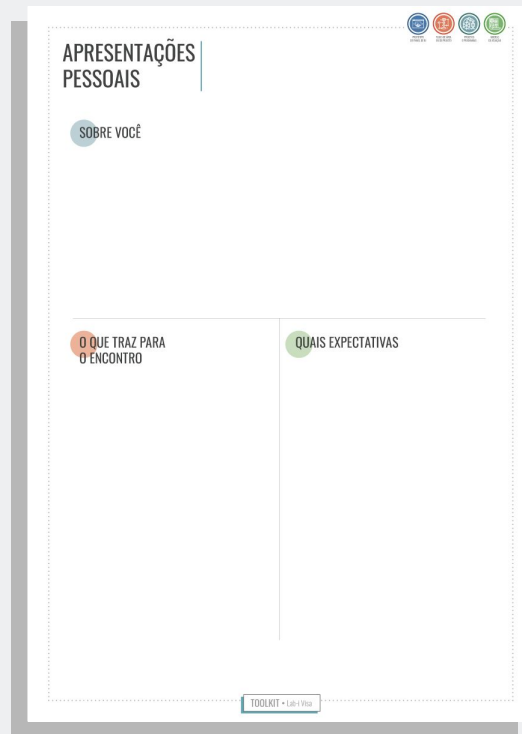 APRESENTAÇÕES
PESSOAIS
SOBRE VOCÊ
O QUE TRAZ PARA
O ENCONTRO
QUAIS EXPECTATIVAS
TOOLKIT • Lab-i Visa